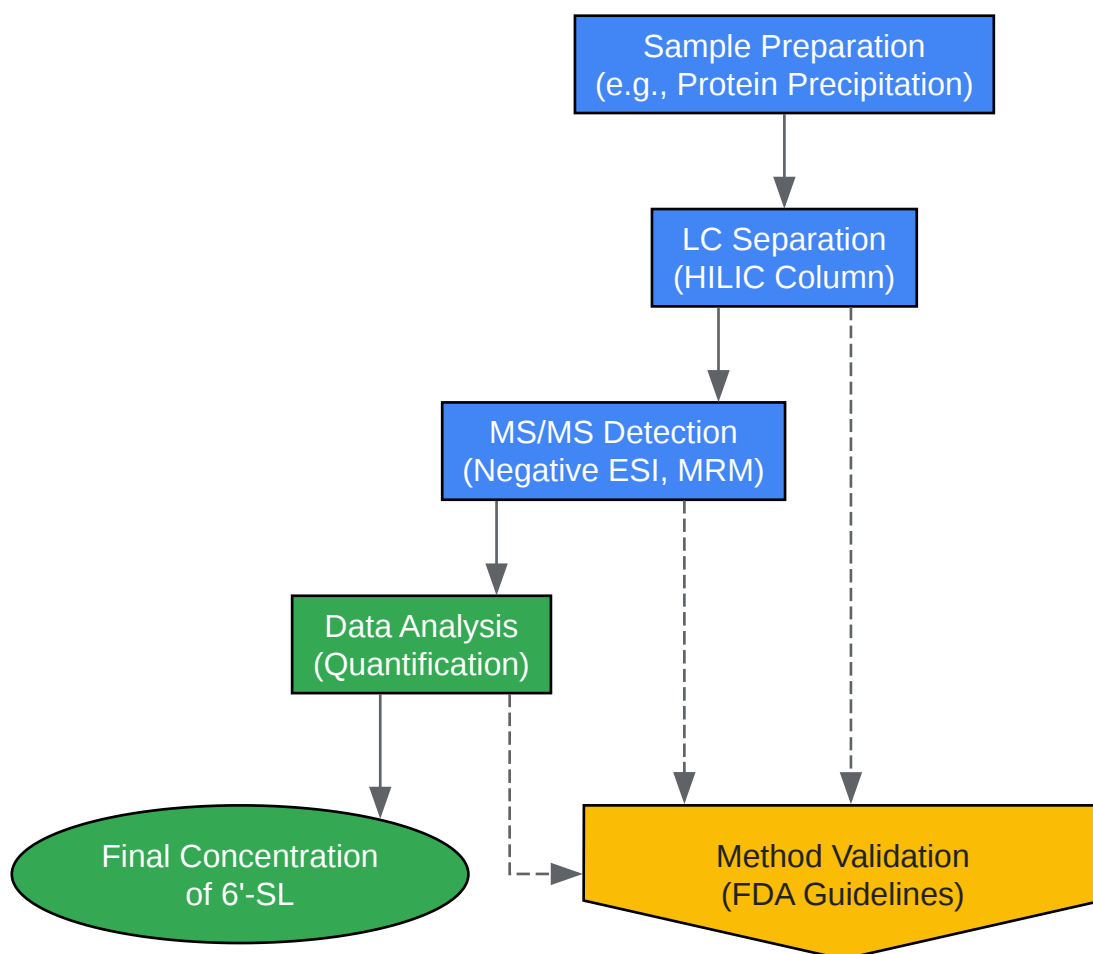 Sample Preparation
(e.g., Protein Precipitation)
LC Separation
(HILIC Column)
MS/MS Detection
(Negative ESI, MRM)
Data Analysis
(Quantification)
Final Concentration
of 6'-SL
Method Validation
(FDA Guidelines)